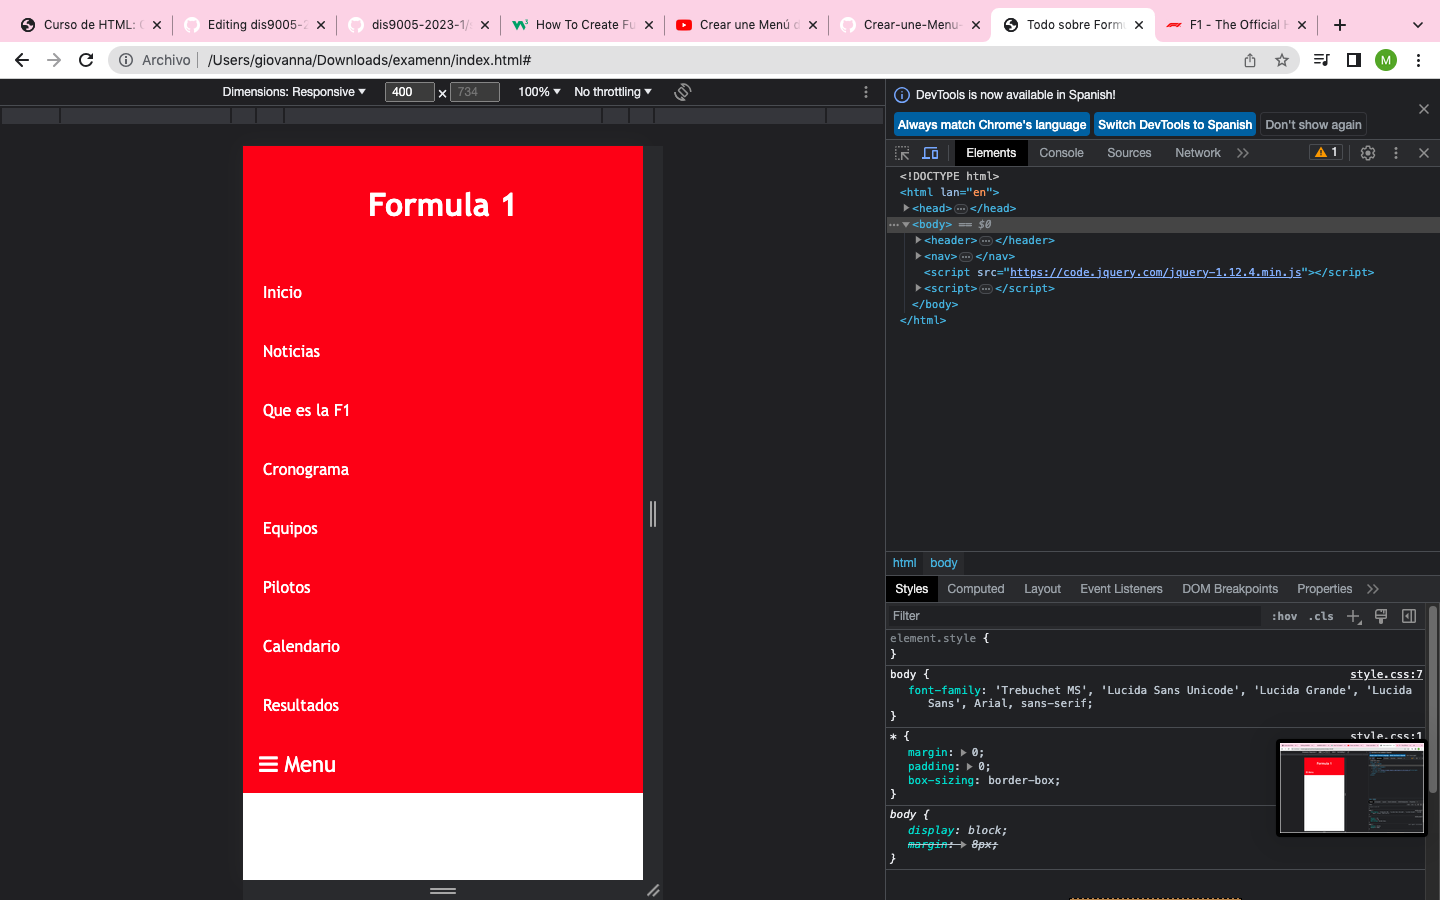 Curso de HTML: C
Editing dis9005-2
dis9005-2023-1/
How To Create Fu
Crear une Menú d
Crear-une-Menu-
Todo sobre Form
F1 - The Official H
Archivo | /Users/giovanna/Downloads/examenn/index.html#
M
Dimensions: Responsive 400 × 734 100% No throttling
DevTools is now available in Spanish!
Always match Chrome's language Switch DevTools to Spanish Don't show again
Elements Console Sources Network 1
<!DOCTYPE html>
<html lan="en">
<head> ⋯ </head>
⋯ <body> == $0
<header> ⋯ </header>
<nav> ⋯ </nav>
<script src="https://code.jquery.com/jquery-1.12.4.min.js"></script>
<script> ⋯ </script>
</body>
</html>
Formula 1
Inicio
Noticias
Que es la F1
Cronograma
Equipos
Pilotos
Calendario
Resultados
Menu
html body
Styles Computed Layout Event Listeners DOM Breakpoints Properties
Filter :hov .cls
element.style {
}
body { style.css:7
font-family: 'Trebuchet MS', 'Lucida Sans Unicode', 'Lucida Grande', 'Lucida
Sans', Arial, sans-serif;
}
* { style.css:1
margin: 0;
padding: 0;
box-sizing: border-box;
}
body {
display: block;
margin: 8px;
}